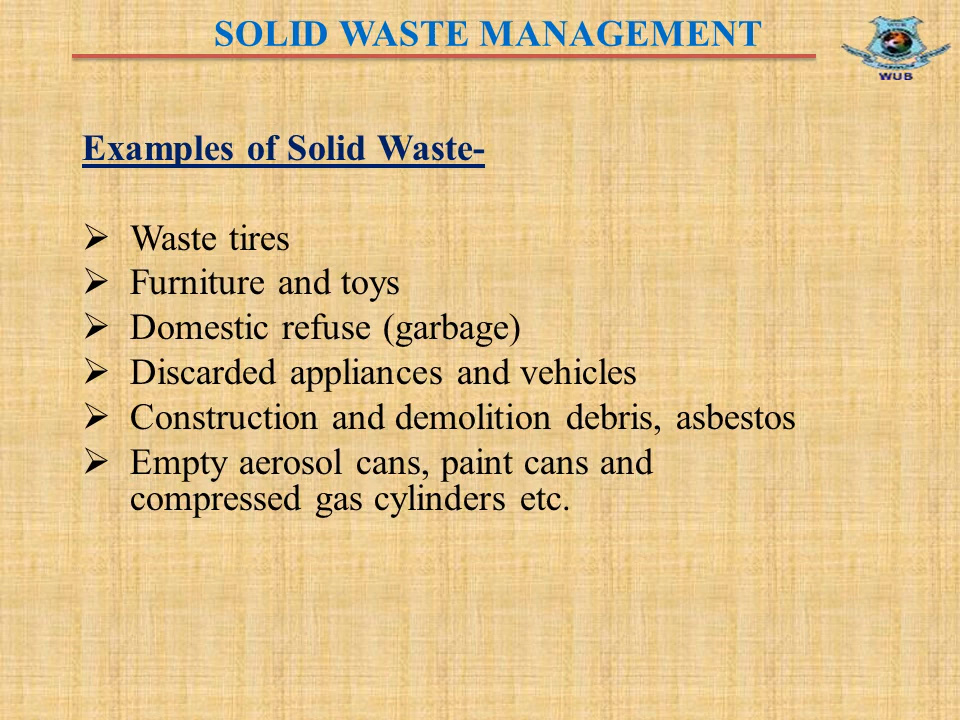 SOLID WASTE MANAGEMENT
WUB
Examples of Solid Waste-
➢ Waste tires
➢ Furniture and toys
➢ Domestic refuse (garbage)
➢ Discarded appliances and vehicles
➢ Construction and demolition debris, asbestos
➢ Empty aerosol cans, paint cans and
compressed gas cylinders etc.